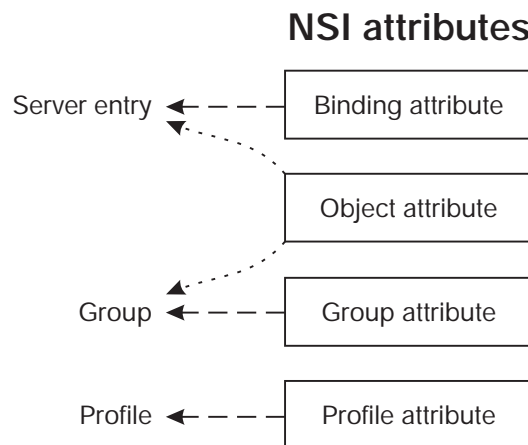 NSI attributes
Server entry
Binding attribute
Object attribute
Group
Group attribute
Profile
Profile attribute